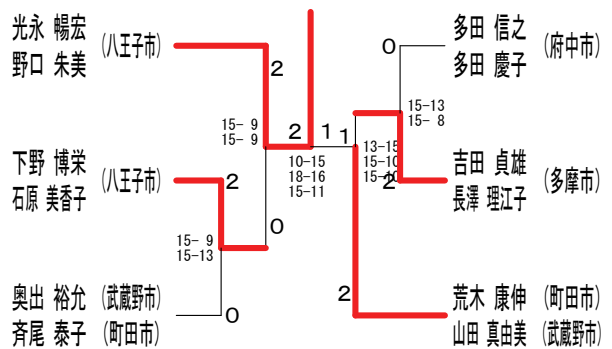 光永 暢宏
野口 朱美
(八王子市)
2
15- 9
15- 9
下野 博栄
石原 美香子
(八王子市)
2
15- 9
15-13
0
奥出 裕允 (武蔵野市)
斉尾 泰子 (町田市)
0
2
10-15
18-16
15-11
1
多田 信之
多田 慶子
(府中市)
0
15-13
15- 8
吉田 貞雄
長澤 理江子
(多摩市)
2
1
13-15
15-10
荒木 康伸 (町田市)
山田 真由美 (武蔵野市)
2